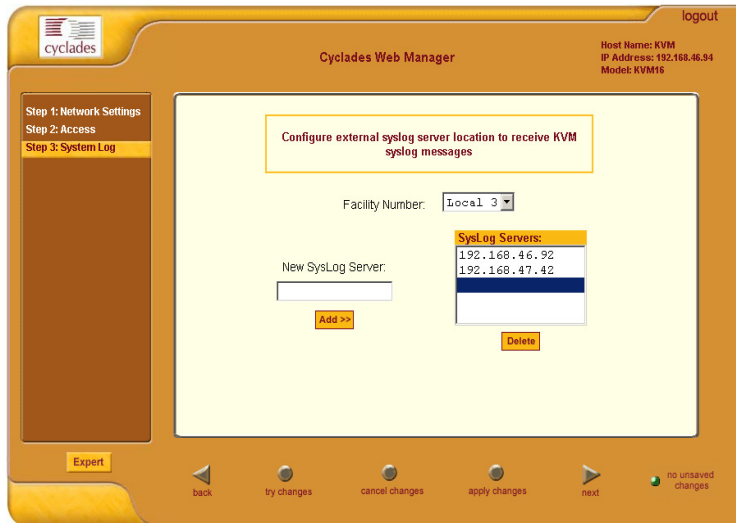 logout
cyclades
Cyclades Web Manager
Host Name: KVM
IP Address: 192.168.46.94
Model: KVM16
Step 1: Network Settings
Step 2: Access
Step 3: System Log
Configure external syslog server location to receive KVM
syslog messages
Facility Number:
Local 3
SysLog Servers:
192.168.46.92
192.168.47.42
New SysLog Server:
Add >>
Delete
Expert
back
try changes
cancel changes
apply changes
next
no unsaved
changes